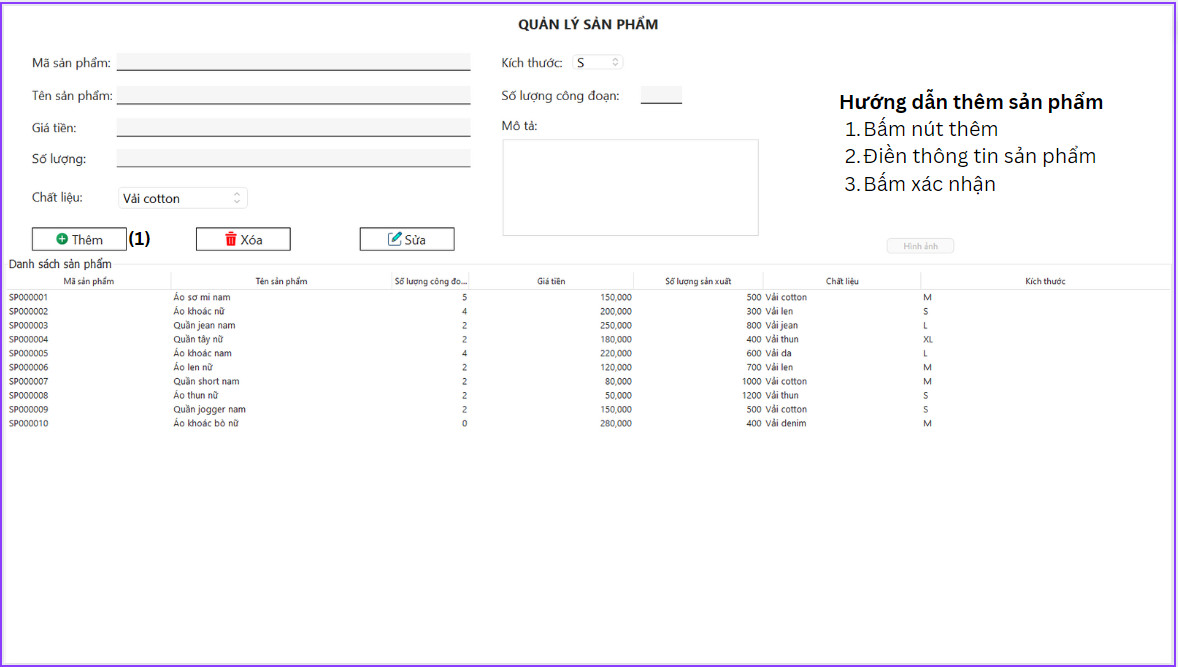 QUẢN LÝ SẢN PHẨM
Mã sản phẩm:
Kích thước: S
Tên sản phẩm:
Số lượng công đoạn:
Giá tiền:
Mô tả:
Số lượng:
Chất liệu: Vải cotton
Hướng dẫn thêm sản phẩm
1. Bấm nút thêm
2. Điền thông tin sản phẩm
3. Bấm xác nhận
Thêm (1) Xóa Sửa
Hình ảnh
Danh sách sản phẩm
Mã sản phẩm Tên sản phẩm Số lượng công đo... Giá tiền Số lượng sản xuất Chất liệu Kích thước
SP000001 Áo sơ mi nam 5 150,000 500 Vải cotton M
SP000002 Áo khoác nữ 4 200,000 300 Vải len S
SP000003 Quần jean nam 2 250,000 800 Vải jean L
SP000004 Quần tây nữ 2 180,000 400 Vải thun XL
SP000005 Áo khoác nam 4 220,000 600 Vải da L
SP000006 Áo len nữ 2 120,000 700 Vải len M
SP000007 Quần short nam 2 80,000 1000 Vải cotton M
SP000008 Áo thun nữ 2 50,000 1200 Vải thun S
SP000009 Quần jogger nam 2 150,000 500 Vải cotton S
SP000010 Áo khoác bò nữ 0 280,000 400 Vải denim M